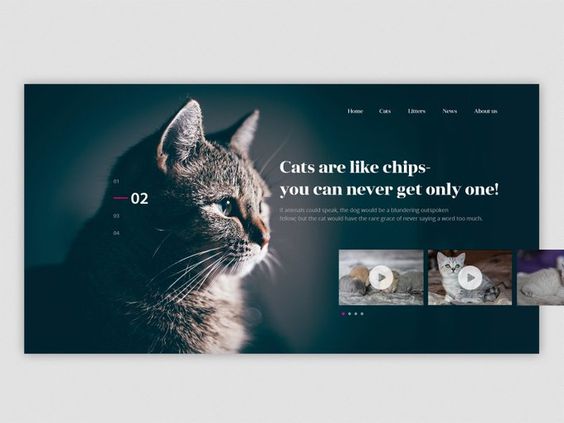 Home Cats Litters News About us
Cats are like chips-
you can never get only one!
If animals could speak, the dog would be a blundering outspoken
fellow; but the cat would have the rare grace of never saying a word too much.
01
02
03
04